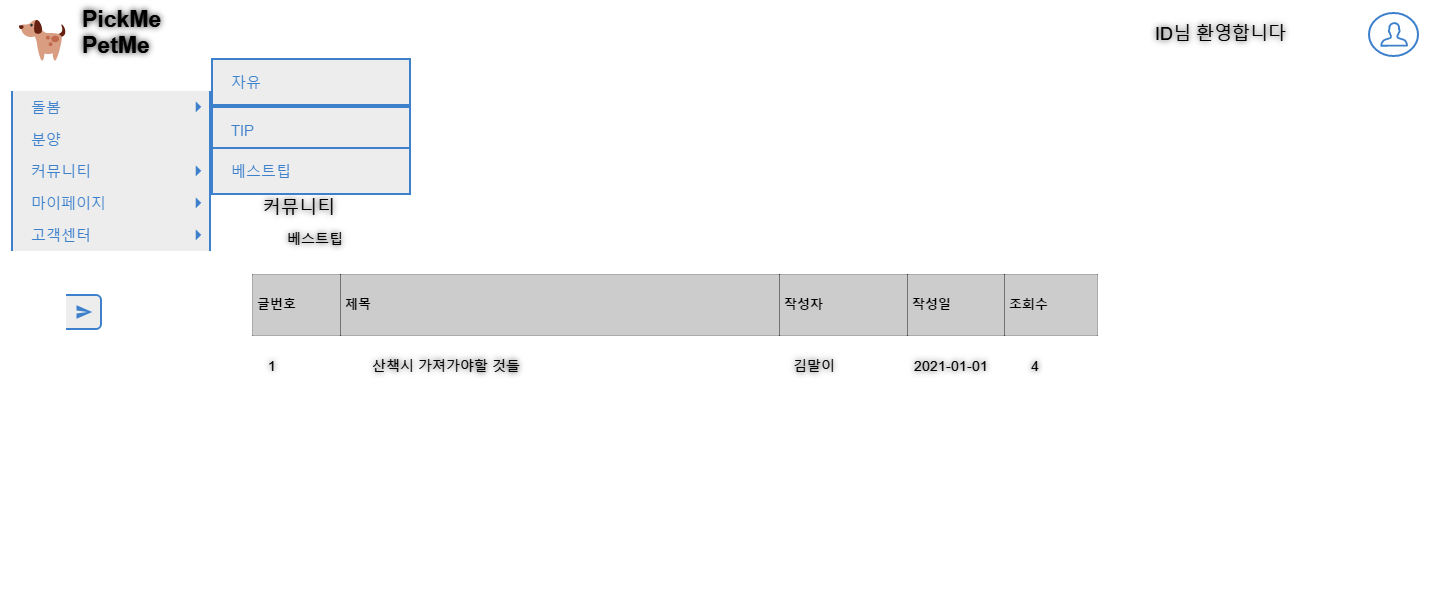 PickMe
PetMe
ID님 환영합니다
자유
돌봄
TIP
분양
커뮤니티
베스트팁
마이페이지
고객센터
커뮤니티
베스트팁
글번호 제목 작성자 작성일 조회수
1 산책시 가져가야할 것들 김말이 2021-01-01 4